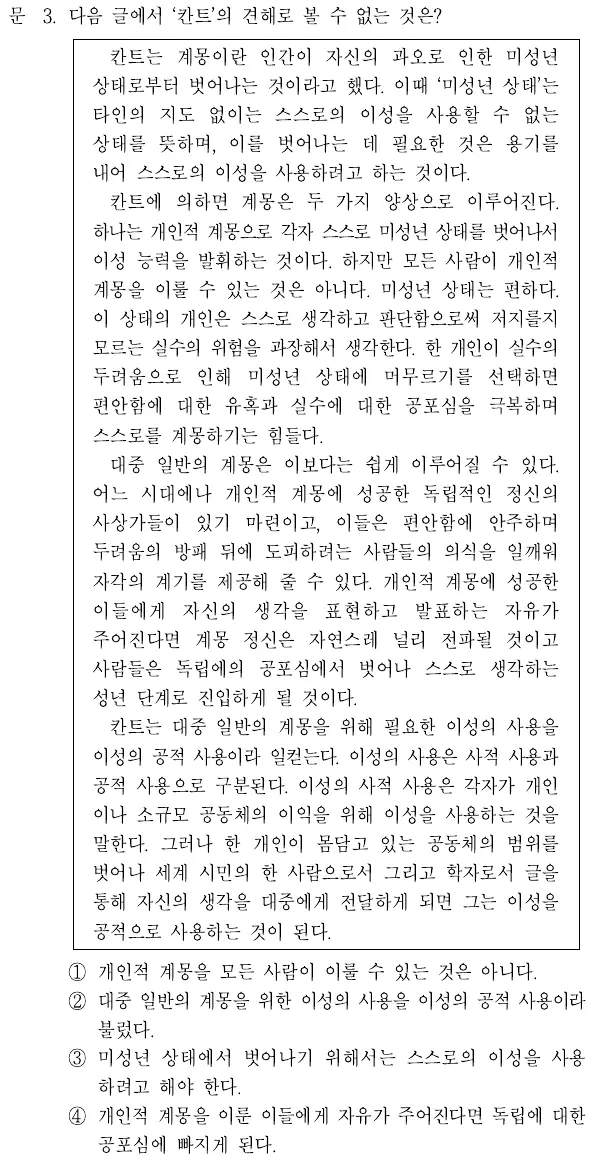 문 3. 다음 글에서 ‘칸트’의 견해로 볼 수 없는 것은?
칸트는 계몽이란 인간이 자신의 과오로 인한 미성년
상태로부터 벗어나는 것이라고 했다. 이때 ‘미성년 상태’는
타인의 지도 없이는 스스로의 이성을 사용할 수 없는
상태를 뜻하며, 이를 벗어나는 데 필요한 것은 용기를
내어 스스로의 이성을 사용하려고 하는 것이다.
칸트에 의하면 계몽은 두 가지 양상으로 이루어진다.
하나는 개인적 계몽으로 각자 스스로 미성년 상태를 벗어나서
이성 능력을 발휘하는 것이다. 하지만 모든 사람이 개인적
계몽을 이룰 수 있는 것은 아니다. 미성년 상태는 편하다.
이 상태의 개인은 스스로 생각하고 판단함으로써 저지를지
모르는 실수의 위험을 과장해서 생각한다. 한 개인이 실수의
두려움으로 인해 미성년 상태에 머무르기를 선택하면
편안함에 대한 유혹과 실수에 대한 공포심을 극복하며
스스로를 계몽하기는 힘들다.
대중 일반의 계몽은 이보다는 쉽게 이루어질 수 있다.
어느 시대에나 개인적 계몽에 성공한 독립적인 정신의
사상가들이 있기 마련이고, 이들은 편안함에 안주하며
두려움의 방패 뒤에 도피하려는 사람들의 의식을 일깨워
자각의 계기를 제공해 줄 수 있다. 개인적 계몽에 성공한
이들에게 자신의 생각을 표현하고 발표하는 자유가
주어진다면 계몽 정신은 자연스레 널리 전파될 것이고
사람들은 독립에의 공포심에서 벗어나 스스로 생각하는
성년 단계로 진입하게 될 것이다.
칸트는 대중 일반의 계몽을 위해 필요한 이성의 사용을
이성의 공적 사용이라 일컫는다. 이성의 사용은 사적 사용과
공적 사용으로 구분된다. 이성의 사적 사용은 각자가 개인
이나 소규모 공동체의 이익을 위해 이성을 사용하는 것을
말한다. 그러나 한 개인이 몸담고 있는 공동체의 범위를
벗어나 세계 시민의 한 사람으로서 그리고 학자로서 글을
통해 자신의 생각을 대중에게 전달하게 되면 그는 이성을
공적으로 사용하는 것이 된다.
① 개인적 계몽을 모든 사람이 이룰 수 있는 것은 아니다.
② 대중 일반의 계몽을 위한 이성의 사용을 이성의 공적 사용이라
불렀다.
③ 미성년 상태에서 벗어나기 위해서는 스스로의 이성을 사용
하려고 해야 한다.
④ 개인적 계몽을 이룬 이들에게 자유가 주어진다면 독립에 대한
공포심에 빠지게 된다.